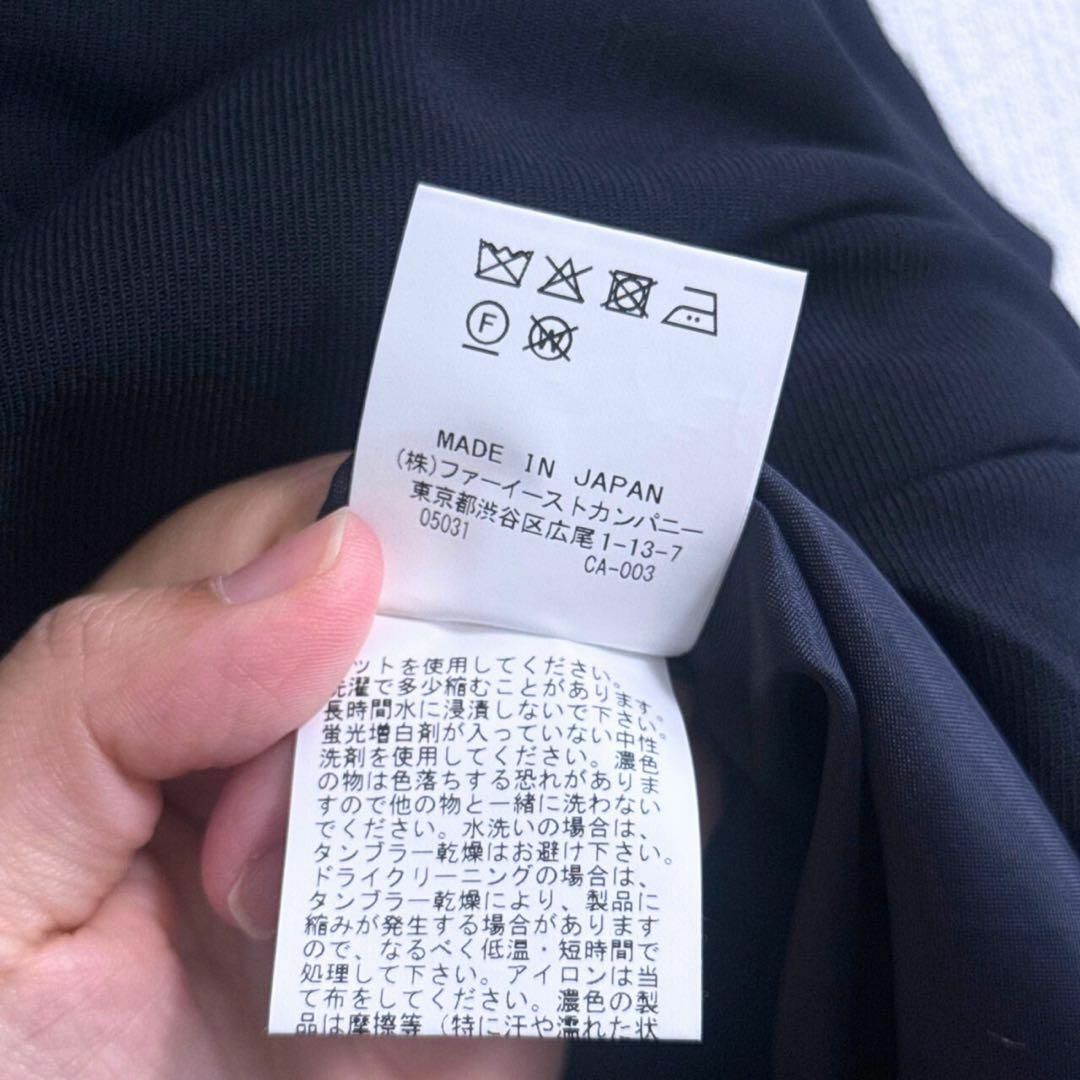 F
W
MADE IN JAPAN
(株)ファーイーストカンパニー
東京都渋谷区広尾1-13-7
05031
CA-003
ットを使用してください。
洗濯で多少縮むことがあります。
長時間水に浸漬しないで下さい。
蛍光増白剤が入っていない中性
洗剤を使用してください。濃色
の物は色落ちする恐れがありま
すので他の物と一緒に洗わない
でください。水洗いの場合は、
タンブラー乾燥はお避け下さい。
ドライクリーニングの場合は、
タンブラー乾燥により、製品に
縮みが発生する場合があります
ので、なるべく低温・短時間で
処理して下さい。アイロンは当
て布をしてください。濃色の製
品は摩擦等(特に汗や濡れた状